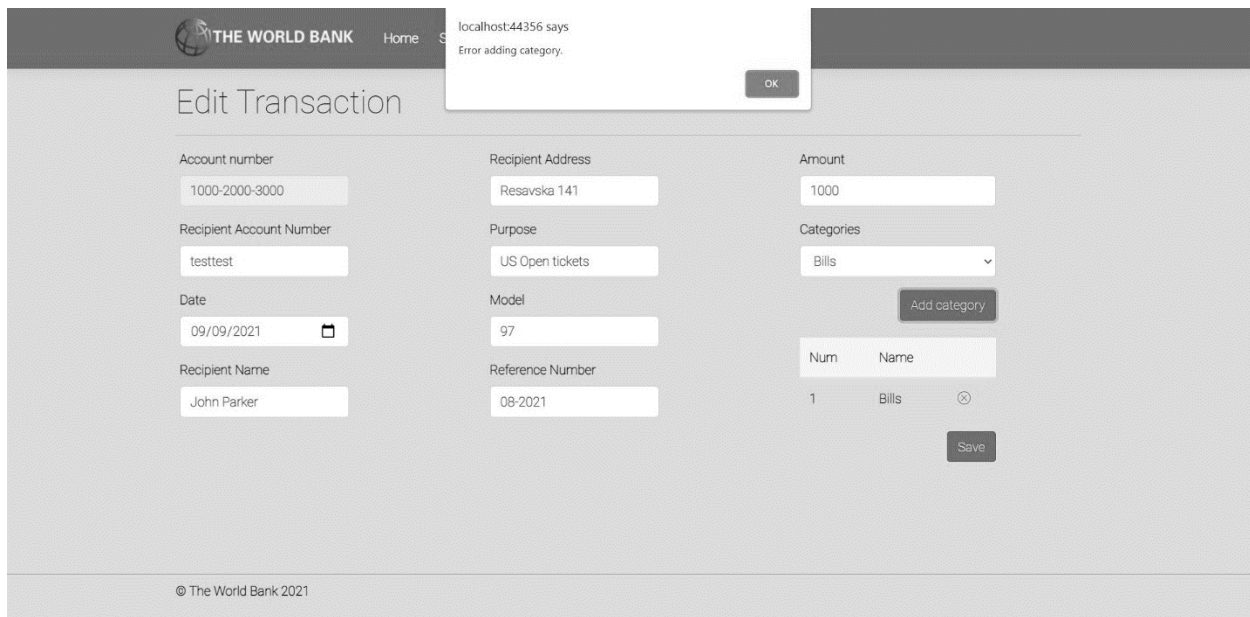 THE WORLD BANK
Home S
localhost:44356 says
Error adding category.
OK
Edit Transaction
Account number
1000-2000-3000
Recipient Account Number
testtest
Date
09/09/2021
Recipient Name
John Parker
Recipient Address
Resavska 141
Purpose
US Open tickets
Model
97
Reference Number
08-2021
Amount
1000
Categories
Bills
Add category
Num Name
1 Bills
Save
© The World Bank 2021